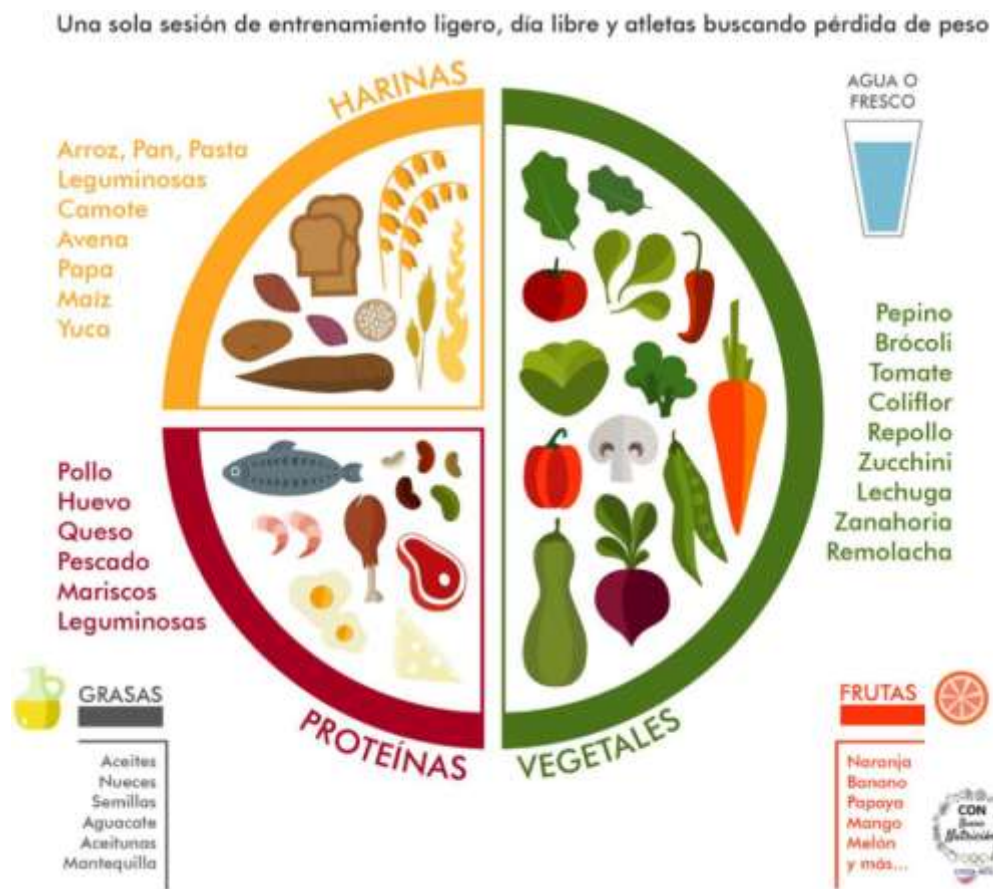 Una sola sesión de entrenamiento ligero, día libre y atletas buscando pérdida de peso
HARINAS
Arroz, Pan, Pasta
Leguminosas
Camote
Avena
Papa
Maíz
Yuca
AGUA O
FRESCO
Pepino
Brócoli
Tomate
Coliflor
Repollo
Zucchini
Lechuga
Zanahoria
Remolacha
Pollo
Huevo
Queso
Pescado
Mariscos
Leguminosas
PROTEÍNAS
VEGETALES
GRASAS
Aceites
Nueces
Semillas
Aguacate
Aceitunas
Mantequilla
FRUTAS
Naranja
Banano
Papaya
Mango
Melón
y más...
CON
Buena
Nutrición